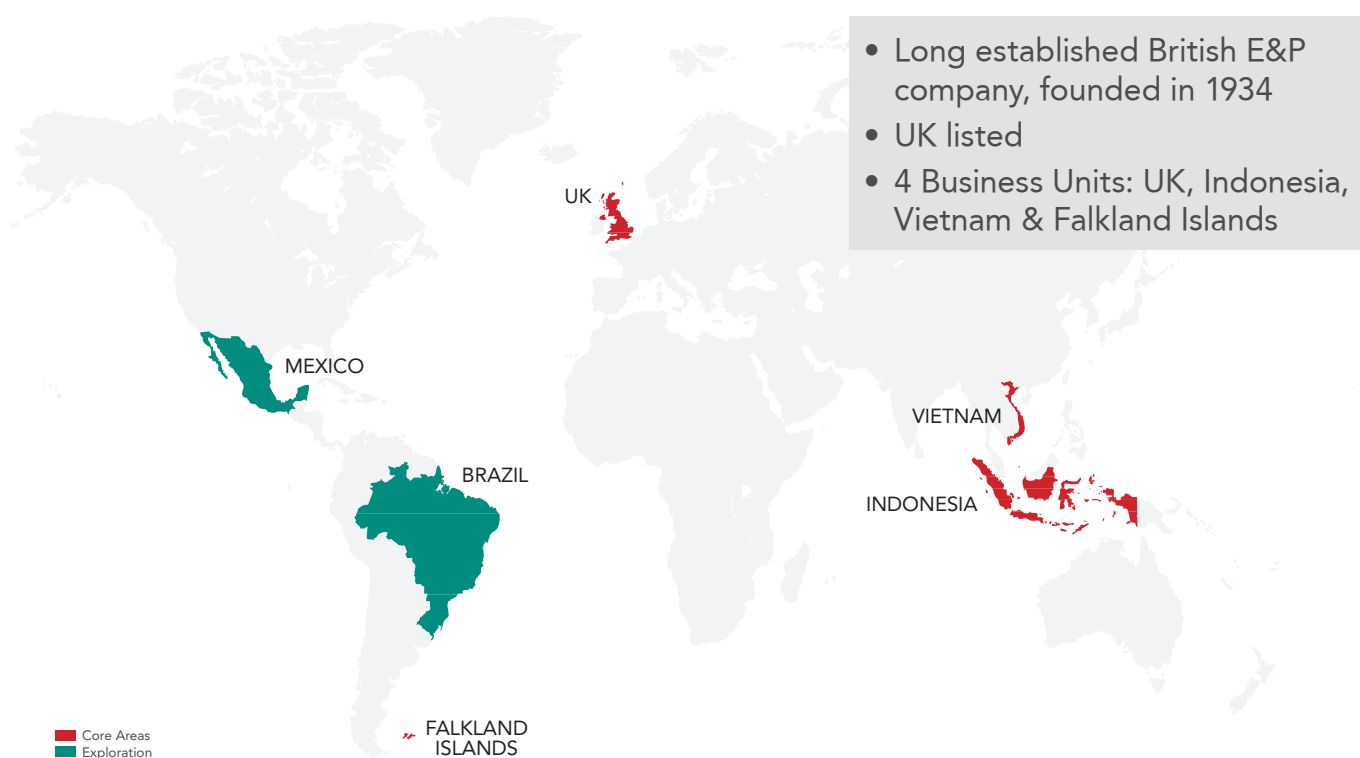 • Long established British E&P
company, founded in 1934
• UK listed
• 4 Business Units: UK, Indonesia,
Vietnam & Falkland Islands
UK
MEXICO
VIETNAM
BRAZIL
INDONESIA
FALKLAND
ISLANDS
Core Areas
Exploration